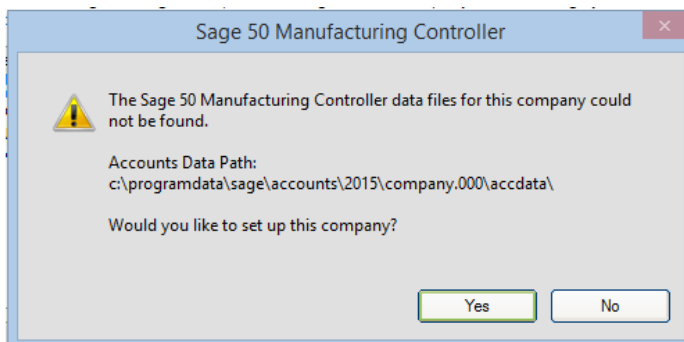 Sage 50 Manufacturing Controller
The Sage 50 Manufacturing Controller data files for this company could
not be found.
Accounts Data Path:
c:\programdata\sage\accounts\2015\company.000\accdata\
Would you like to set up this company?
Yes
No